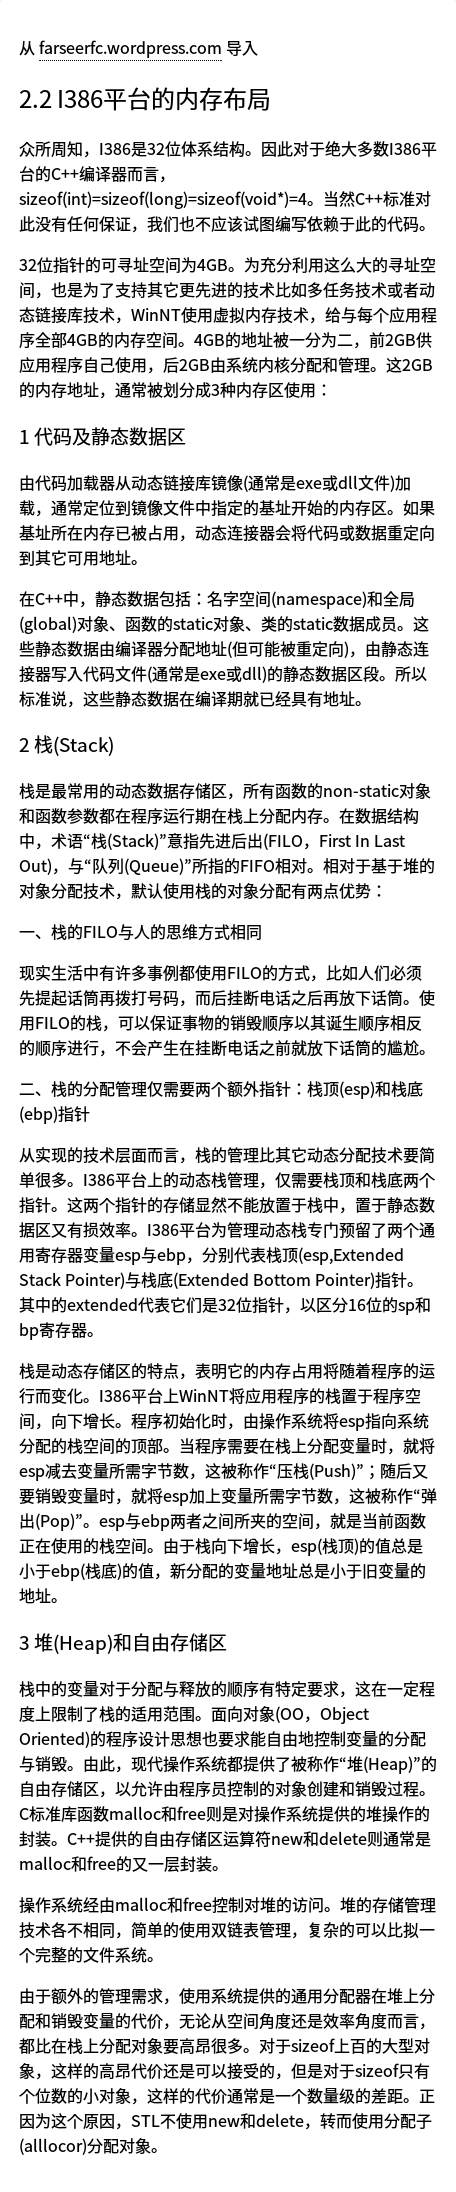 从 farseerfc.wordpress.com 导入
2.2 I386平台的内存布局
众所周知，I386是32位体系结构。因此对于绝大多数I386平
台的C++编译器而言，
sizeof(int)=sizeof(long)=sizeof(void*)=4。当然C++标准对
此没有任何保证，我们也不应该试图编写依赖于此的代码。
32位指针的可寻址空间为4GB。为充分利用这么大的寻址空
间，也是为了支持其它更先进的技术比如多任务技术或者动
态链接库技术，WinNT使用虚拟内存技术，给与每个应用程
序全部4GB的内存空间。4GB的地址被一分为二，前2GB供
应用程序自己使用，后2GB由系统内核分配和管理。这2GB
的内存地址，通常被划分成3种内存区使用：
1 代码及静态数据区
由代码加载器从动态链接库镜像(通常是exe或dll文件)加
载，通常定位到镜像文件中指定的基址开始的内存区。如果
基址所在内存已被占用，动态连接器会将代码或数据重定向
到其它可用地址。
在C++中，静态数据包括：名字空间(namespace)和全局
(global)对象、函数的static对象、类的static数据成员。这
些静态数据由编译器分配地址(但可能被重定向)，由静态连
接器写入代码文件(通常是exe或dll)的静态数据区段。所以
标准说，这些静态数据在编译期就已经具有地址。
2 栈(Stack)
栈是最常用的动态数据存储区，所有函数的non-static对象
和函数参数都在程序运行期在栈上分配内存。在数据结构
中，术语“栈(Stack)”意指先进后出(FILO，First In Last
Out)，与“队列(Queue)”所指的FIFO相对。相对于基于堆的
对象分配技术，默认使用栈的对象分配有两点优势：
一、栈的FILO与人的思维方式相同
现实生活中有许多事例都使用FILO的方式，比如人们必须
先提起话筒再拨打号码，而后挂断电话之后再放下话筒。使
用FILO的栈，可以保证事物的销毁顺序以其诞生顺序相反
的顺序进行，不会产生在挂断电话之前就放下话筒的尴尬。
二、栈的分配管理仅需要两个额外指针：栈顶(esp)和栈底
(ebp)指针
从实现的技术层面而言，栈的管理比其它动态分配技术要简
单很多。I386平台上的动态栈管理，仅需要栈顶和栈底两个
指针。这两个指针的存储显然不能放置于栈中，置于静态数
据区又有损效率。I386平台为管理动态栈专门预留了两个通
用寄存器变量esp与ebp，分别代表栈顶(esp,Extended
Stack Pointer)与栈底(Extended Bottom Pointer)指针。
其中的extended代表它们是32位指针，以区分16位的sp和
bp寄存器。
栈是动态存储区的特点，表明它的内存占用将随着程序的运
行而变化。I386平台上WinNT将应用程序的栈置于程序空
间，向下增长。程序初始化时，由操作系统将esp指向系统
分配的栈空间的顶部。当程序需要在栈上分配变量时，就将
esp减去变量所需字节数，这被称作“压栈(Push)”；随后又
要销毁变量时，就将esp加上变量所需字节数，这被称作“弹
出(Pop)”。esp与ebp两者之间所夹的空间，就是当前函数
正在使用的栈空间。由于栈向下增长，esp(栈顶)的值总是
小于ebp(栈底)的值，新分配的变量地址总是小于旧变量的
地址。
3 堆(Heap)和自由存储区
栈中的变量对于分配与释放的顺序有特定要求，这在一定程
度上限制了栈的适用范围。面向对象(OO，Object
Oriented)的程序设计思想也要求能自由地控制变量的分配
与销毁。由此，现代操作系统都提供了被称作“堆(Heap)”的
自由存储区，以允许由程序员控制的对象创建和销毁过程。
C标准库函数malloc和free则是对操作系统提供的堆操作的
封装。C++提供的自由存储区运算符new和delete则通常是
malloc和free的又一层封装。
操作系统经由malloc和free控制对堆的访问。堆的存储管理
技术各不相同，简单的使用双链表管理，复杂的可以比拟一
个完整的文件系统。
由于额外的管理需求，使用系统提供的通用分配器在堆上分
配和销毁变量的代价，无论从空间角度还是效率角度而言，
都比在栈上分配对象要高昂很多。对于sizeof上百的大型对
象，这样的高昂代价还是可以接受的，但是对于sizeof只有
个位数的小对象，这样的代价通常是一个数量级的差距。正
因为这个原因，STL不使用new和delete，转而使用分配子
(alllocor)分配对象。